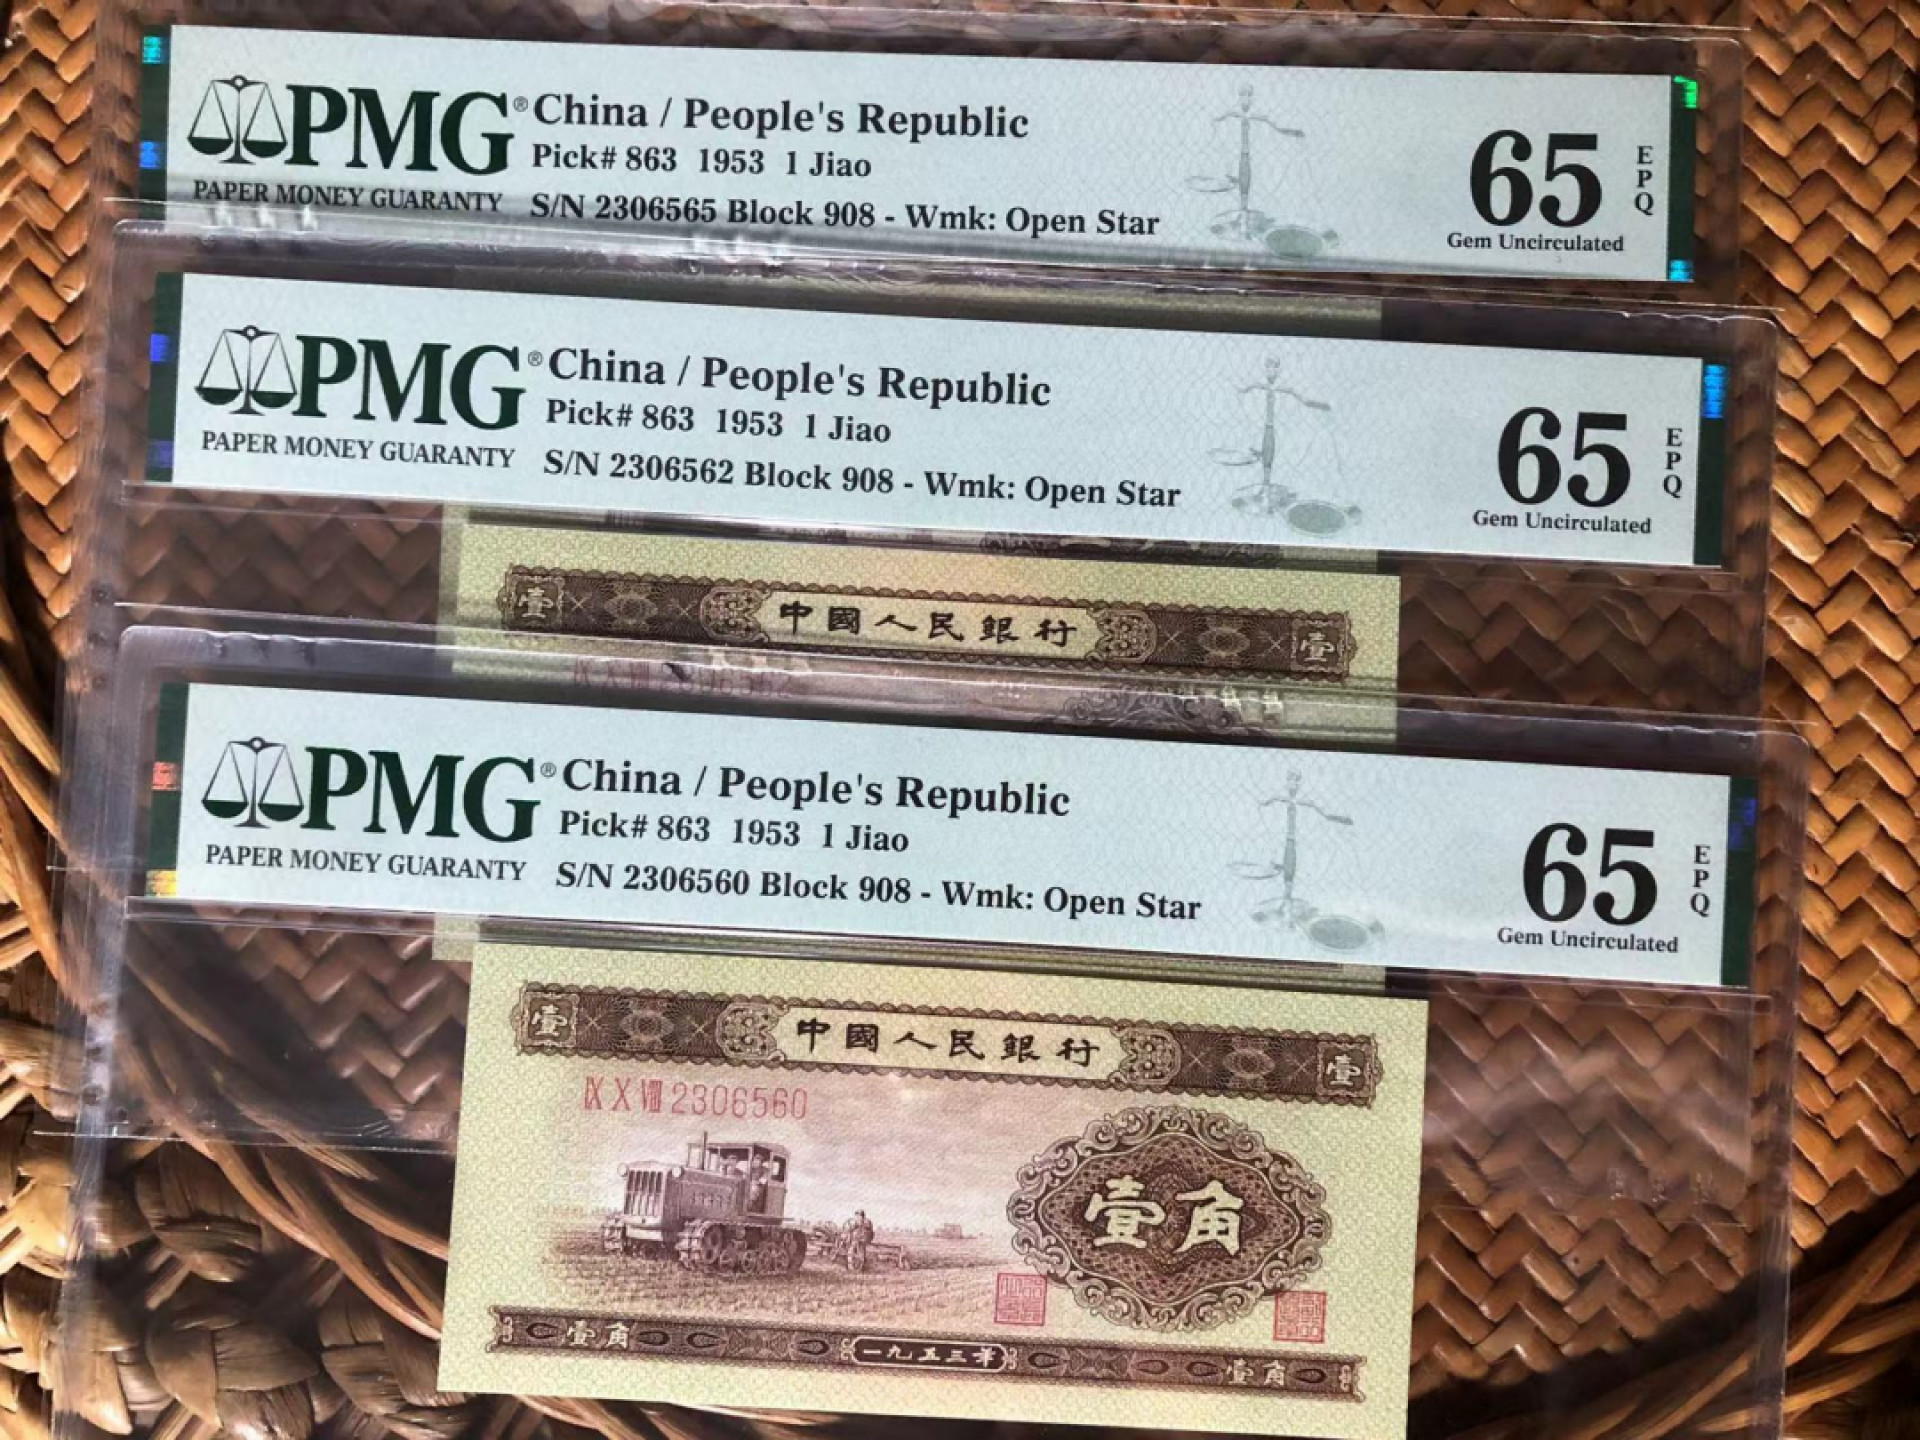 PMG® China / People's Republic
Pick# 863 1953 1 Jiao
PAPER MONEY GUARANTY S/N 2306565 Block 908 - Wmk: Open Star
65 EPQ
Gem Uncirculated
PMG® China / People's Republic
Pick# 863 1953 1 Jiao
PAPER MONEY GUARANTY S/N 2306562 Block 908 - Wmk: Open Star
65 EPQ
Gem Uncirculated
壹 中國人民銀行 壹
PMG® China / People's Republic
Pick# 863 1953 1 Jiao
PAPER MONEY GUARANTY S/N 2306560 Block 908 - Wmk: Open Star
65 EPQ
Gem Uncirculated
壹 中國人民銀行 壹
IX X VIII 2306560
壹角
壹角 一九五三年 壹角